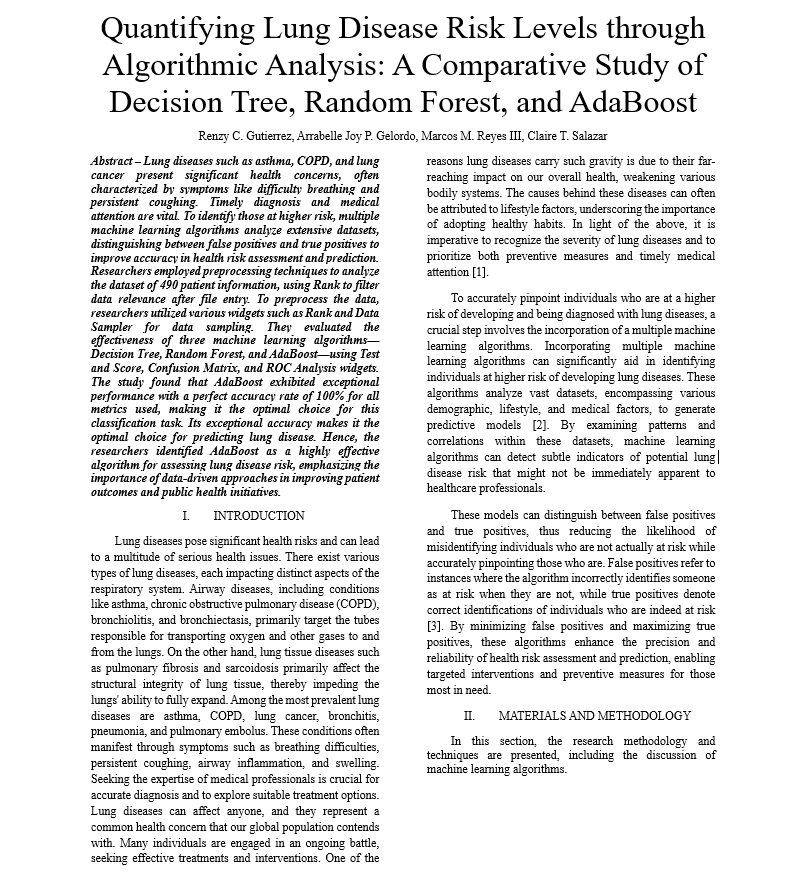 Quantifying Lung Disease Risk Levels through
Algorithmic Analysis: A Comparative Study of
Decision Tree, Random Forest, and AdaBoost
Renzy C. Gutierrez, Arrabelle Joy P. Gelordo, Marcos M. Reyes III, Claire T. Salazar
Abstract – Lung diseases such as asthma, COPD, and lung
cancer present significant health concerns, often
characterized by symptoms like difficulty breathing and
persistent coughing. Timely diagnosis and medical
attention are vital. To identify those at higher risk, multiple
machine learning algorithms analyze extensive datasets,
distinguishing between false positives and true positives to
improve accuracy in health risk assessment and prediction.
Researchers employed preprocessing techniques to analyze
the dataset of 490 patient information, using Rank to filter
data relevance after file entry. To preprocess the data,
researchers utilized various widgets such as Rank and Data
Sampler for data sampling. They evaluated the
effectiveness of three machine learning algorithms—
Decision Tree, Random Forest, and AdaBoost—using Test
and Score, Confusion Matrix, and ROC Analysis widgets.
The study found that AdaBoost exhibited exceptional
performance with a perfect accuracy rate of 100% for all
metrics used, making it the optimal choice for this
classification task. Its exceptional accuracy makes it the
optimal choice for predicting lung disease. Hence, the
researchers identified AdaBoost as a highly effective
algorithm for assessing lung disease risk, emphasizing the
importance of data-driven approaches in improving patient
outcomes and public health initiatives.
I. INTRODUCTION
Lung diseases pose significant health risks and can lead
to a multitude of serious health issues. There exist various
types of lung diseases, each impacting distinct aspects of the
respiratory system. Airway diseases, including conditions
like asthma, chronic obstructive pulmonary disease (COPD),
bronchiolitis, and bronchiectasis, primarily target the tubes
responsible for transporting oxygen and other gases to and
from the lungs. On the other hand, lung tissue diseases such
as pulmonary fibrosis and sarcoidosis primarily affect the
structural integrity of lung tissue, thereby impeding the
lungs' ability to fully expand. Among the most prevalent lung
diseases are asthma, COPD, lung cancer, bronchitis,
pneumonia, and pulmonary embolus. These conditions often
manifest through symptoms such as breathing difficulties,
persistent coughing, airway inflammation, and swelling.
Seeking the expertise of medical professionals is crucial for
accurate diagnosis and to explore suitable treatment options.
Lung diseases can affect anyone, and they represent a
common health concern that our global population contends
with. Many individuals are engaged in an ongoing battle,
seeking effective treatments and interventions. One of the
reasons lung diseases carry such gravity is due to their far-
reaching impact on our overall health, weakening various
bodily systems. The causes behind these diseases can often
be attributed to lifestyle factors, underscoring the importance
of adopting healthy habits. In light of the above, it is
imperative to recognize the severity of lung diseases and to
prioritize both preventive measures and timely medical
attention [1].
To accurately pinpoint individuals who are at a higher
risk of developing and being diagnosed with lung diseases, a
crucial step involves the incorporation of a multiple machine
learning algorithms. Incorporating multiple machine
learning algorithms can significantly aid in identifying
individuals at higher risk of developing lung diseases. These
algorithms analyze vast datasets, encompassing various
demographic, lifestyle, and medical factors, to generate
predictive models [2]. By examining patterns and
correlations within these datasets, machine learning
algorithms can detect subtle indicators of potential lung
disease risk that might not be immediately apparent to
healthcare professionals.
These models can distinguish between false positives
and true positives, thus reducing the likelihood of
misidentifying individuals who are not actually at risk while
accurately pinpointing those who are. False positives refer to
instances where the algorithm incorrectly identifies someone
as at risk when they are not, while true positives denote
correct identifications of individuals who are indeed at risk
[3]. By minimizing false positives and maximizing true
positives, these algorithms enhance the precision and
reliability of health risk assessment and prediction, enabling
targeted interventions and preventive measures for those
most in need.
II. MATERIALS AND METHODOLOGY
In this section, the research methodology and
techniques are presented, including the discussion of
machine learning algorithms.